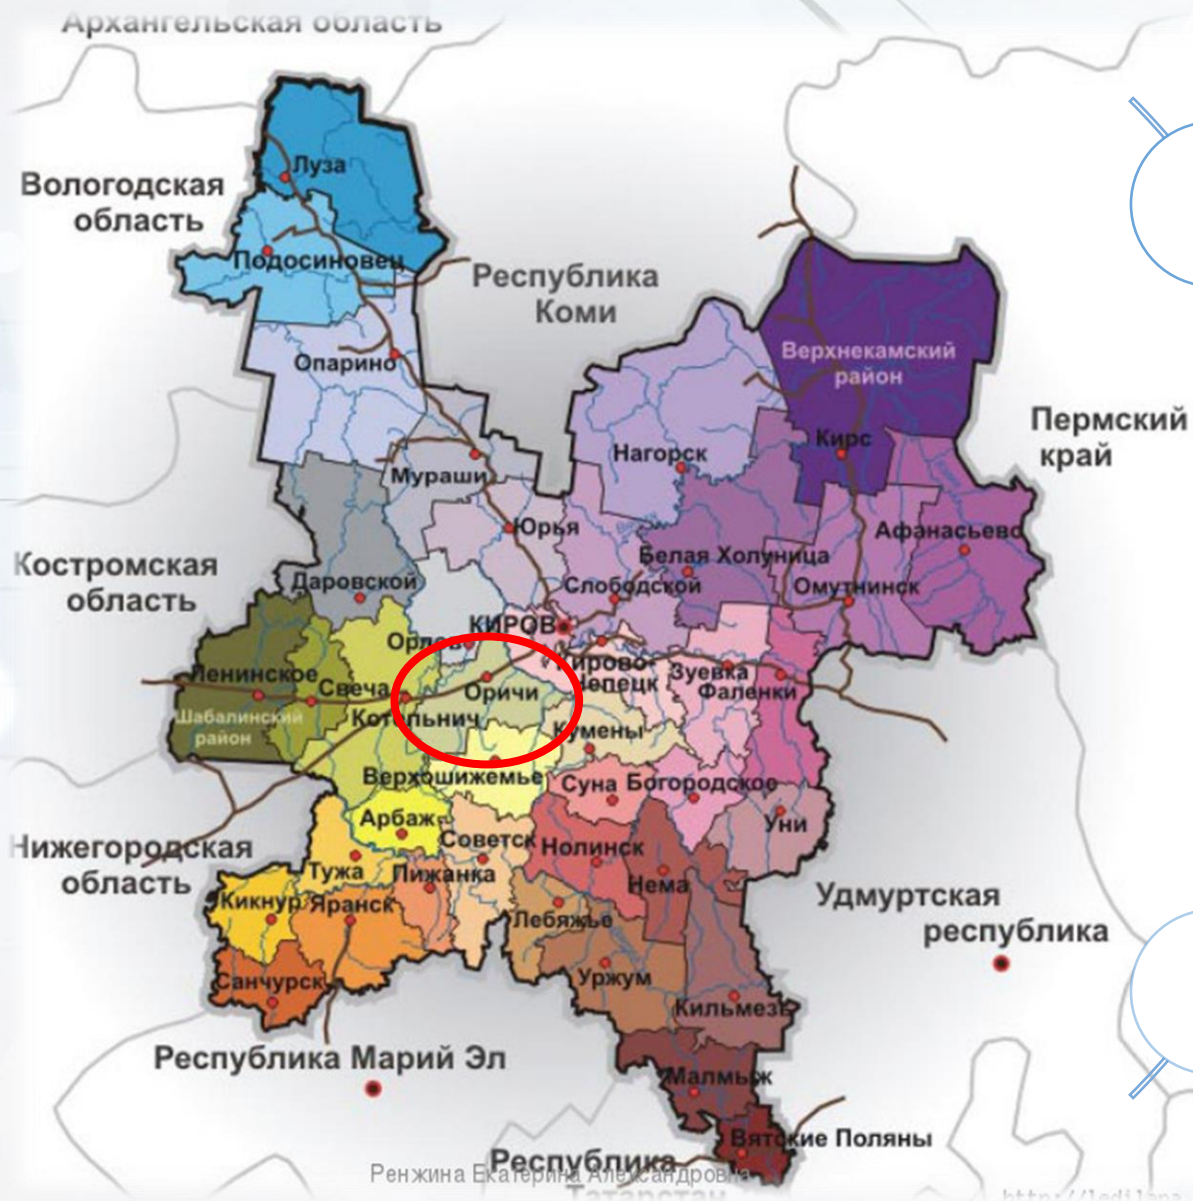 Архангельская область
Луза
Вологодская
область
Подосиновец
Республика
Коми
Опарино
Верхнекамский
район
Пермский
край
Кирс
Нагорск
Мураши
Юрья
Афанасьево
Белая Холуница
Костромская
область
Даровской
Слободской
Омутнинск
КИРОВ
Орлов
Кирово-
Чепецк
Зуевка
Фаленки
Ленинское
Свеча
Оричи
Шабалинский
район
Котельнич
Кумены
Верхошижемье
Суна
Богородское
Арбаж
Уни
Советск
Нолинск
Нижегородская
область
Тужа
Пижанка
Нема
Кикнур
Яранск
Лебяжье
Удмуртская
республика
Санчурск
Уржум
Кильмезь
Республика Марий Эл
Малмыж
Вятские Поляны
Республика
Татарстан
Ренжина Екатерина Александровна